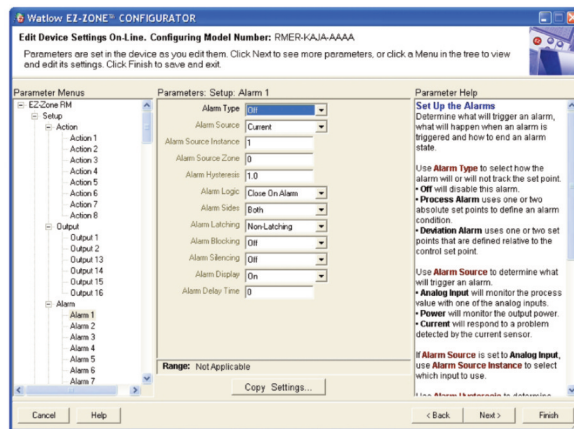 Watlow EZ-ZONE® CONFIGURATOR
Edit Device Settings On-Line. Configuring Model Number: RMER-KAJA-AAAA
Parameters are set in the device as you edit them. Click Next to see more parameters, or click a Menu in the tree to view
and edit its settings. Click Finish to save and exit.
Parameter Menus
EZ-Zone RM
Setup
Action
Action 1
Action 2
Action 3
Action 4
Action 5
Action 6
Action 7
Action 8
Output
Output 1
Output 2
Output 13
Output 14
Output 15
Output 16
Alarm
Alarm 1
Alarm 2
Alarm 3
Alarm 4
Alarm 5
Alarm 6
Alarm 7
Parameters: Setup: Alarm 1
Alarm Type Off
Alarm Source Current
Alarm Source Instance 1
Alarm Source Zone 0
Alarm Hysteresis 1.0
Alarm Logic Close On Alarm
Alarm Sides Both
Alarm Latching Non-Latching
Alarm Blocking Off
Alarm Silencing Off
Alarm Display On
Alarm Delay Time 0
Range: Not Applicable
Copy Settings...
Parameter Help
Set Up the Alarms
Determine what will trigger an alarm,
what will happen when an alarm is
triggered and how to end an alarm
state.
Use Alarm Type to select how the
alarm will or will not track the set point.
• Off will disable this alarm.
• Process Alarm uses one or two
absolute set points to define an alarm
condition.
• Deviation Alarm uses one or two set
points that are defined relative to the
control set point.
Use Alarm Source to determine what
will trigger an alarm.
• Analog Input will monitor the process
value with one of the analog inputs.
• Power will monitor the output power.
• Current will respond to a problem
detected by the current sensor.
If Alarm Source is set to Analog Input,
use Alarm Source Instance to select
which input to use.
Use Alarm Hysteresis to determine
Cancel
Help
< Back
Next >
Finish